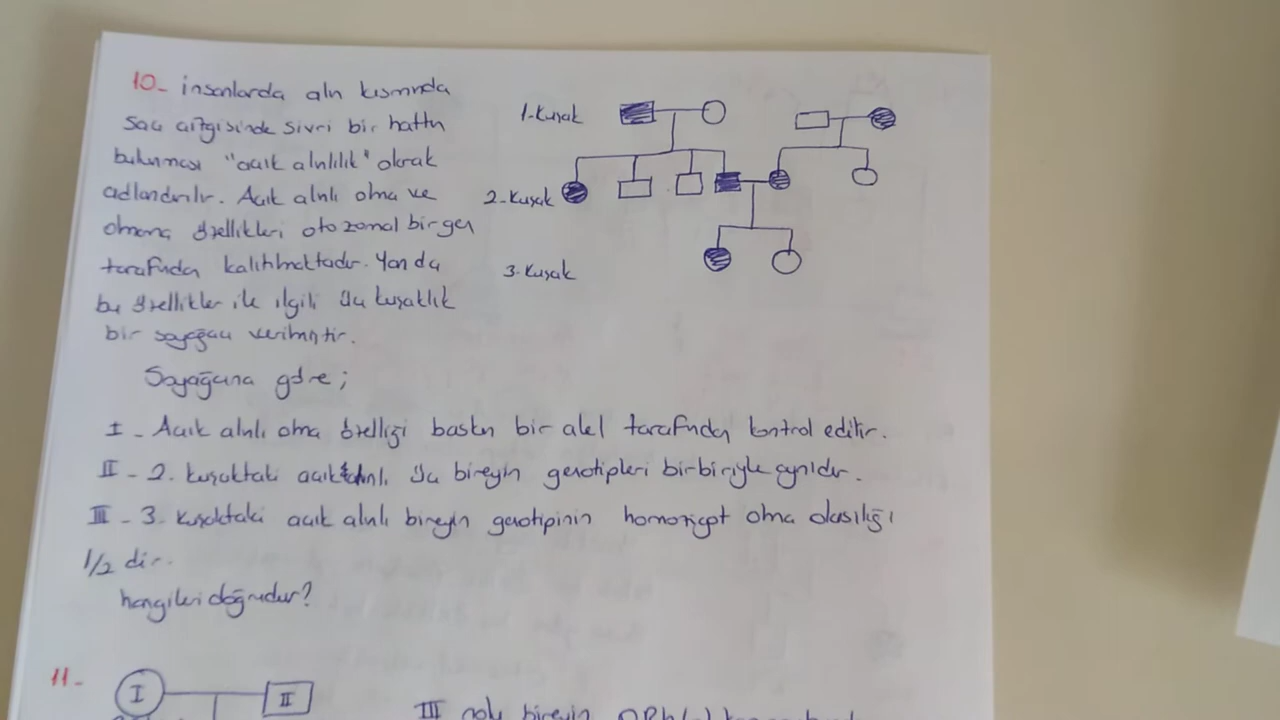 10- insanlarda alın kısmında
saç çizgisinde sivri bir hattın
bulunması "açık alınlılık" olarak
adlandırılır. Açık alınlı olma ve
olmama özellikleri otozomal bir gen
tarafından kalıtılmaktadır. Yanda
bu özellikler ile ilgili üç kuşaklık
bir soyağacı verilmiştir.
Soyağacına göre;
1-Kuşak
2-Kuşak
3-Kuşak
I - Açık alınlı olma özelliği baskın bir alel tarafından kontrol edilir.
II - 2. kuşaktaki açık alınlı üç bireyin genotipleri birbiriyle aynıdır.
III - 3. kuşaktaki açık alınlı bireyin genotipinin homozigot olma olasılığı
1/2 dir.
hangileri doğrudur?
11-
I
II
III nolu bireyin